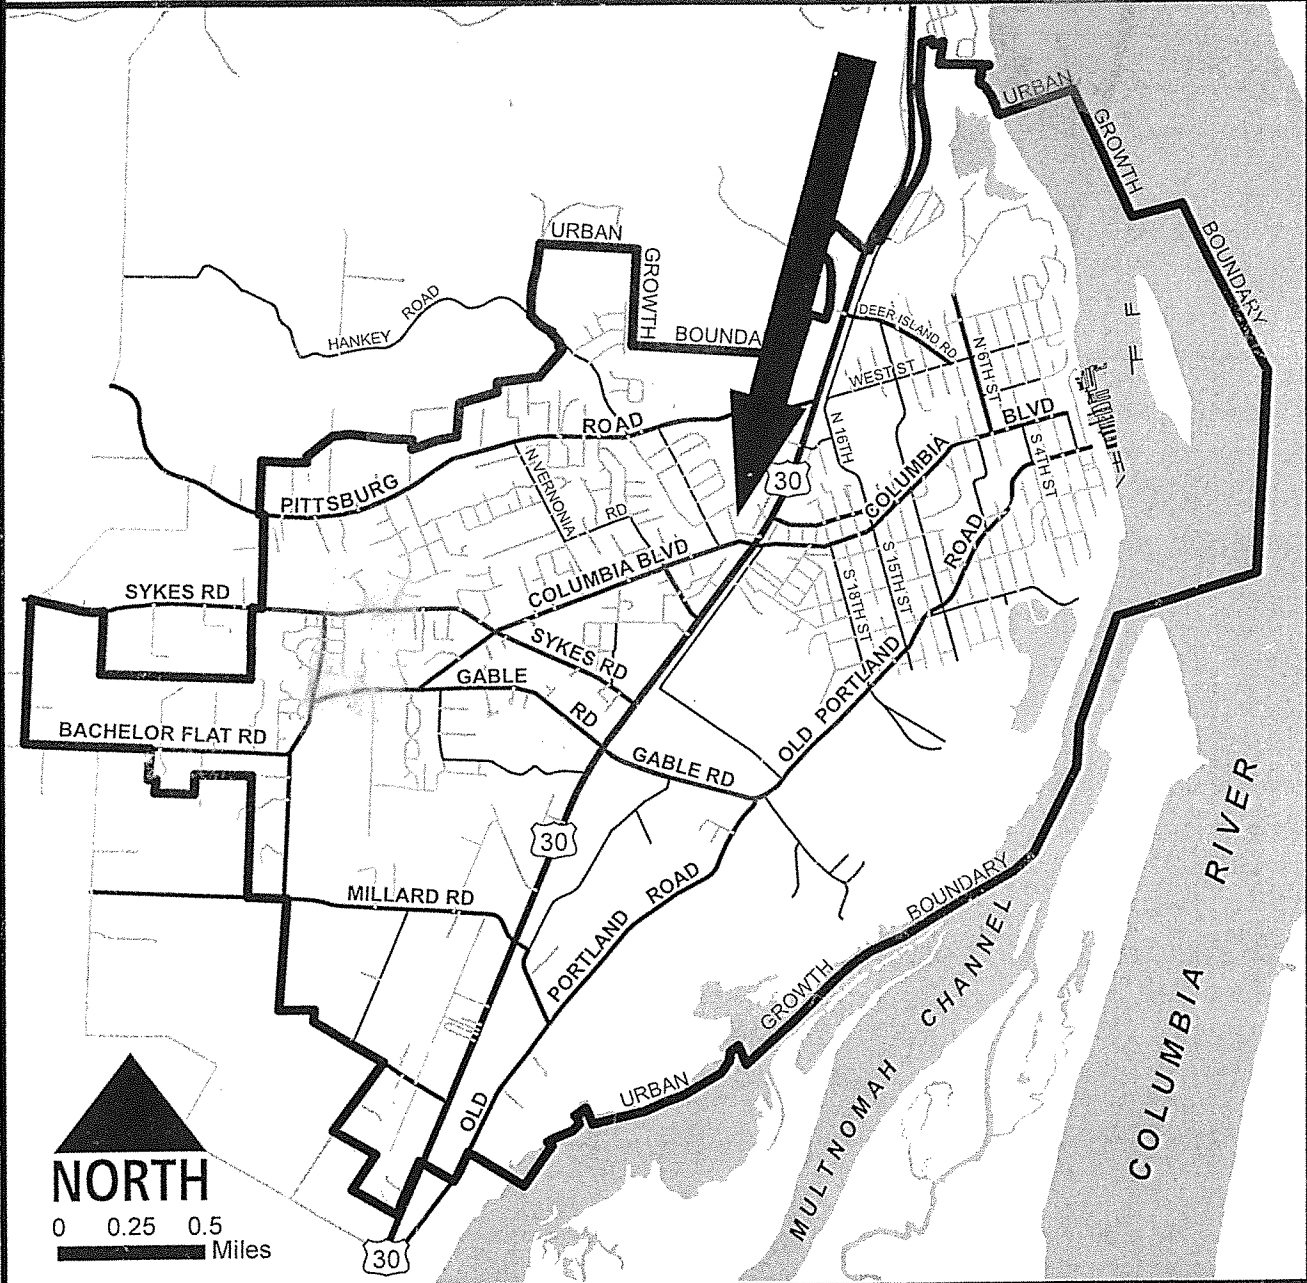 URBAN
GROWTH
BOUNDARY
URBAN
GROWTH
BOUNDA
HANKEY ROAD
DEER ISLAND RD
WEST ST
N 6TH ST
N 16TH
PITTSBURG ROAD
30
COLUMBIA BLVD
S 4TH ST
N VERNONIA RD
COLUMBIA BLVD
S 15TH ST
S 18TH ST
ROAD
SYKES RD
SYKES RD
GABLE RD
OLD PORTLAND
BACHELOR FLAT RD
GABLE RD
30
MILLARD RD
OLD PORTLAND ROAD
URBAN GROWTH BOUNDARY
MULTNOMAH CHANNEL
COLUMBIA RIVER
NORTH
0 0.25 0.5
Miles
30